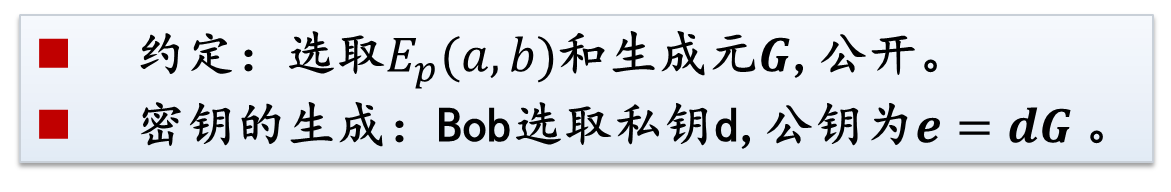 约定：选取E_p(a,b)和生成元G,公开。
密钥的生成：Bob选取私钥d,公钥为e = dG 。